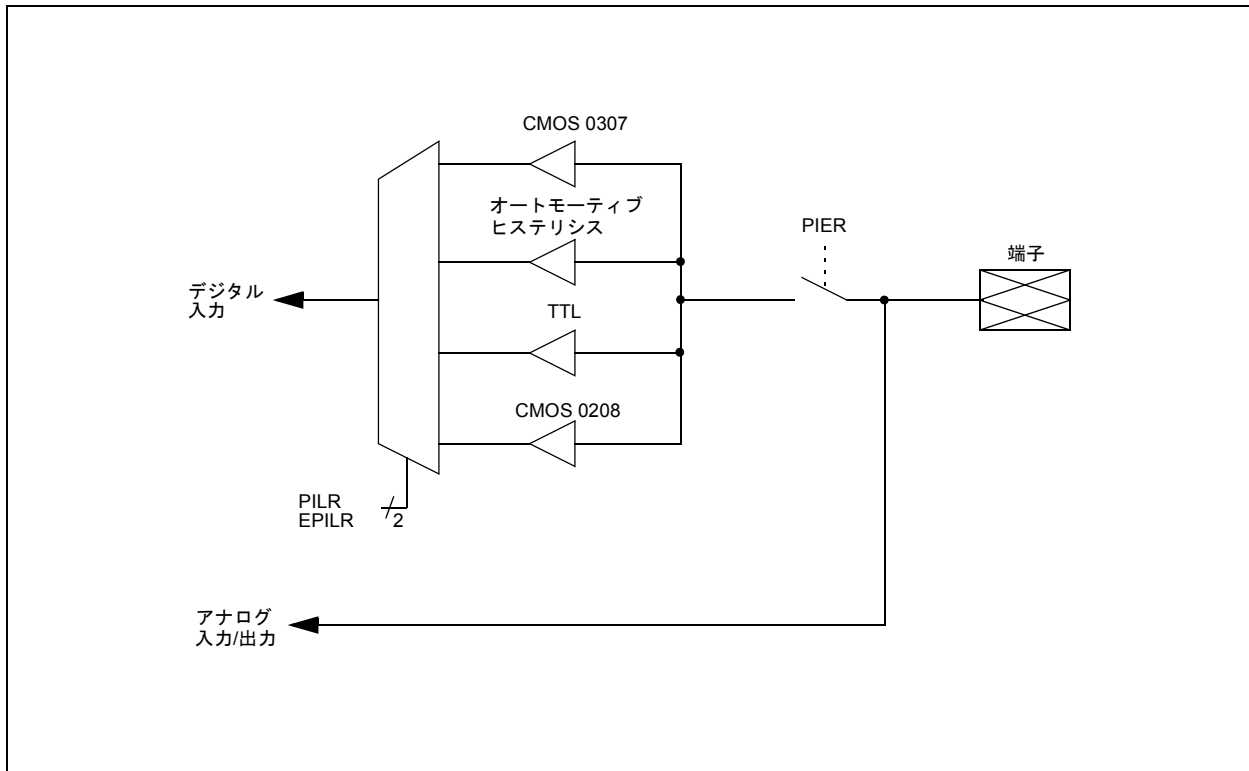 CMOS 0307
オートモーティブ
ヒステリシス
PIER
端子
デジタル
入力
TTL
CMOS 0208
PILR
EPILR
2
アナログ
入力/出力